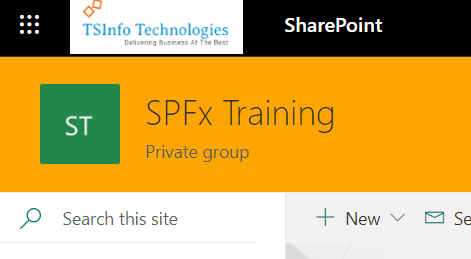 TSInfo Technologies
Delivering Business At The Best
SharePoint
ST
SPFx Training
Private group
Search this site
New
Se